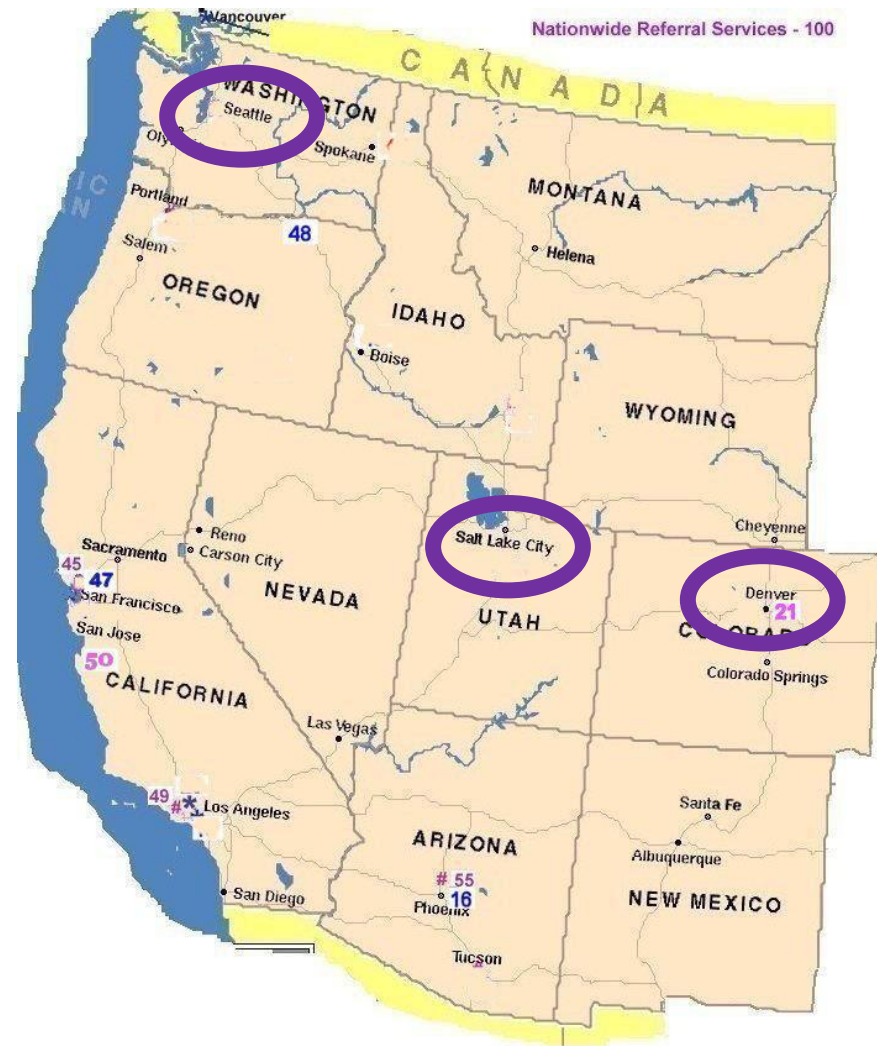 Vancouver
Nationwide Referral Services - 100
CANADA
WASHINGTON
Seattle
Spokane
MONTANA
Portland
48
Helena
Salem
OREGON
IDAHO
Boise
WYOMING
Reno
Salt Lake City
Cheyenne
Sacramento
Carson City
45
47
NEVADA
Denver
21
San Francisco
UTAH
San Jose
50
Colorado Springs
CALIFORNIA
Las Vegas
49
# * Los Angeles
Santa Fe
ARIZONA
Albuquerque
# 55
16
San Diego
Phoenix
NEW MEXICO
Tucson